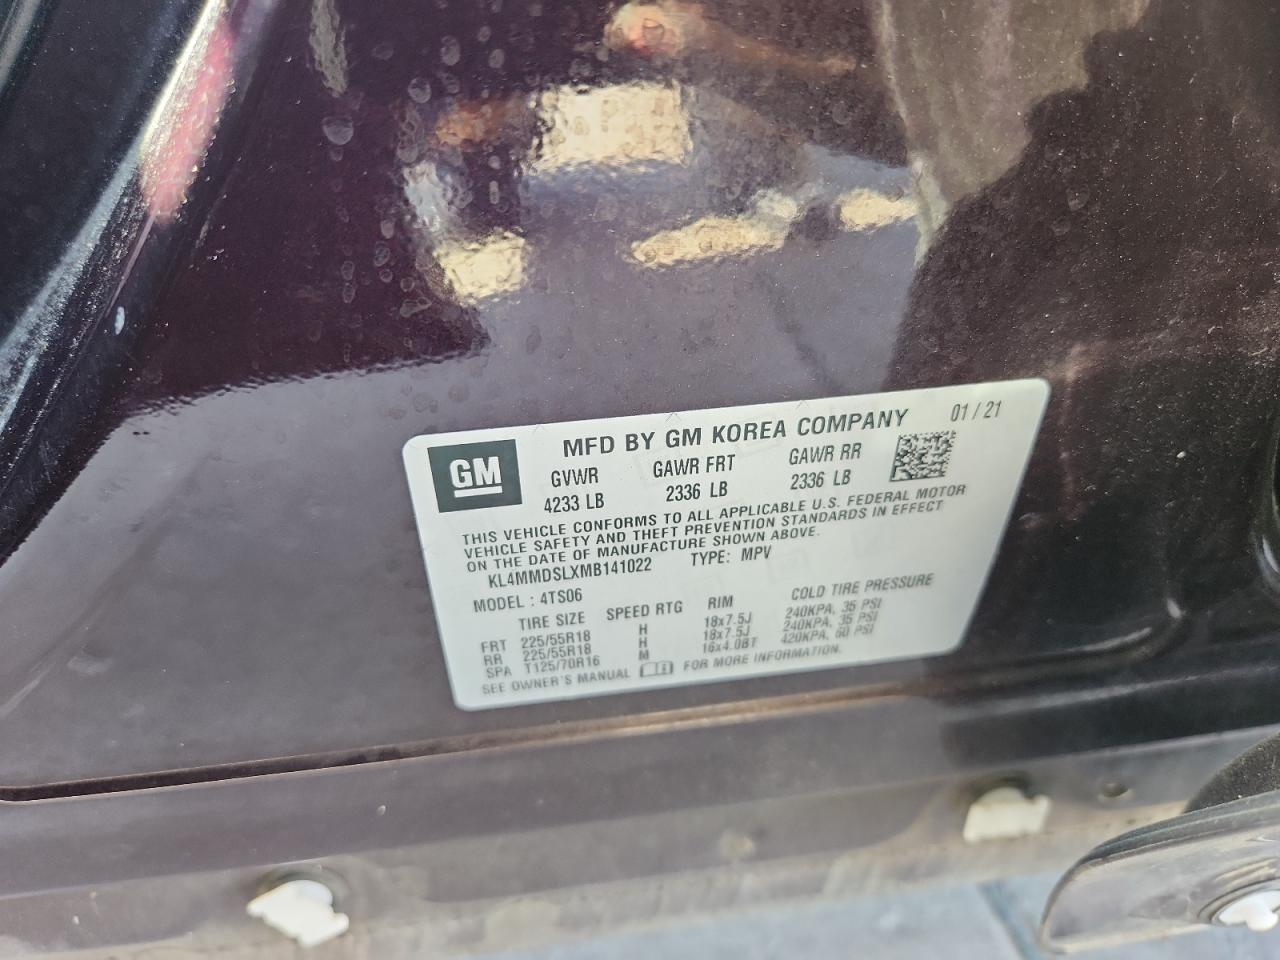 MFD BY GM KOREA COMPANY 01 / 21
GM
GVWR GAWR FRT GAWR RR
4233 LB 2336 LB 2336 LB
THIS VEHICLE CONFORMS TO ALL APPLICABLE U.S. FEDERAL MOTOR
VEHICLE SAFETY AND THEFT PREVENTION STANDARDS IN EFFECT
ON THE DATE OF MANUFACTURE SHOWN ABOVE.
KL4MMDSLXMB141022 TYPE: MPV
MODEL : 4TS06
TIRE SIZE SPEED RTG RIM COLD TIRE PRESSURE
FRT 225/55R18 H 18x7.5J 240KPA, 35 PSI
RR 225/55R18 H 18x7.5J 240KPA, 35 PSI
SPA T125/70R16 M 16x4.0BT 420KPA, 60 PSI
SEE OWNER'S MANUAL FOR MORE INFORMATION.